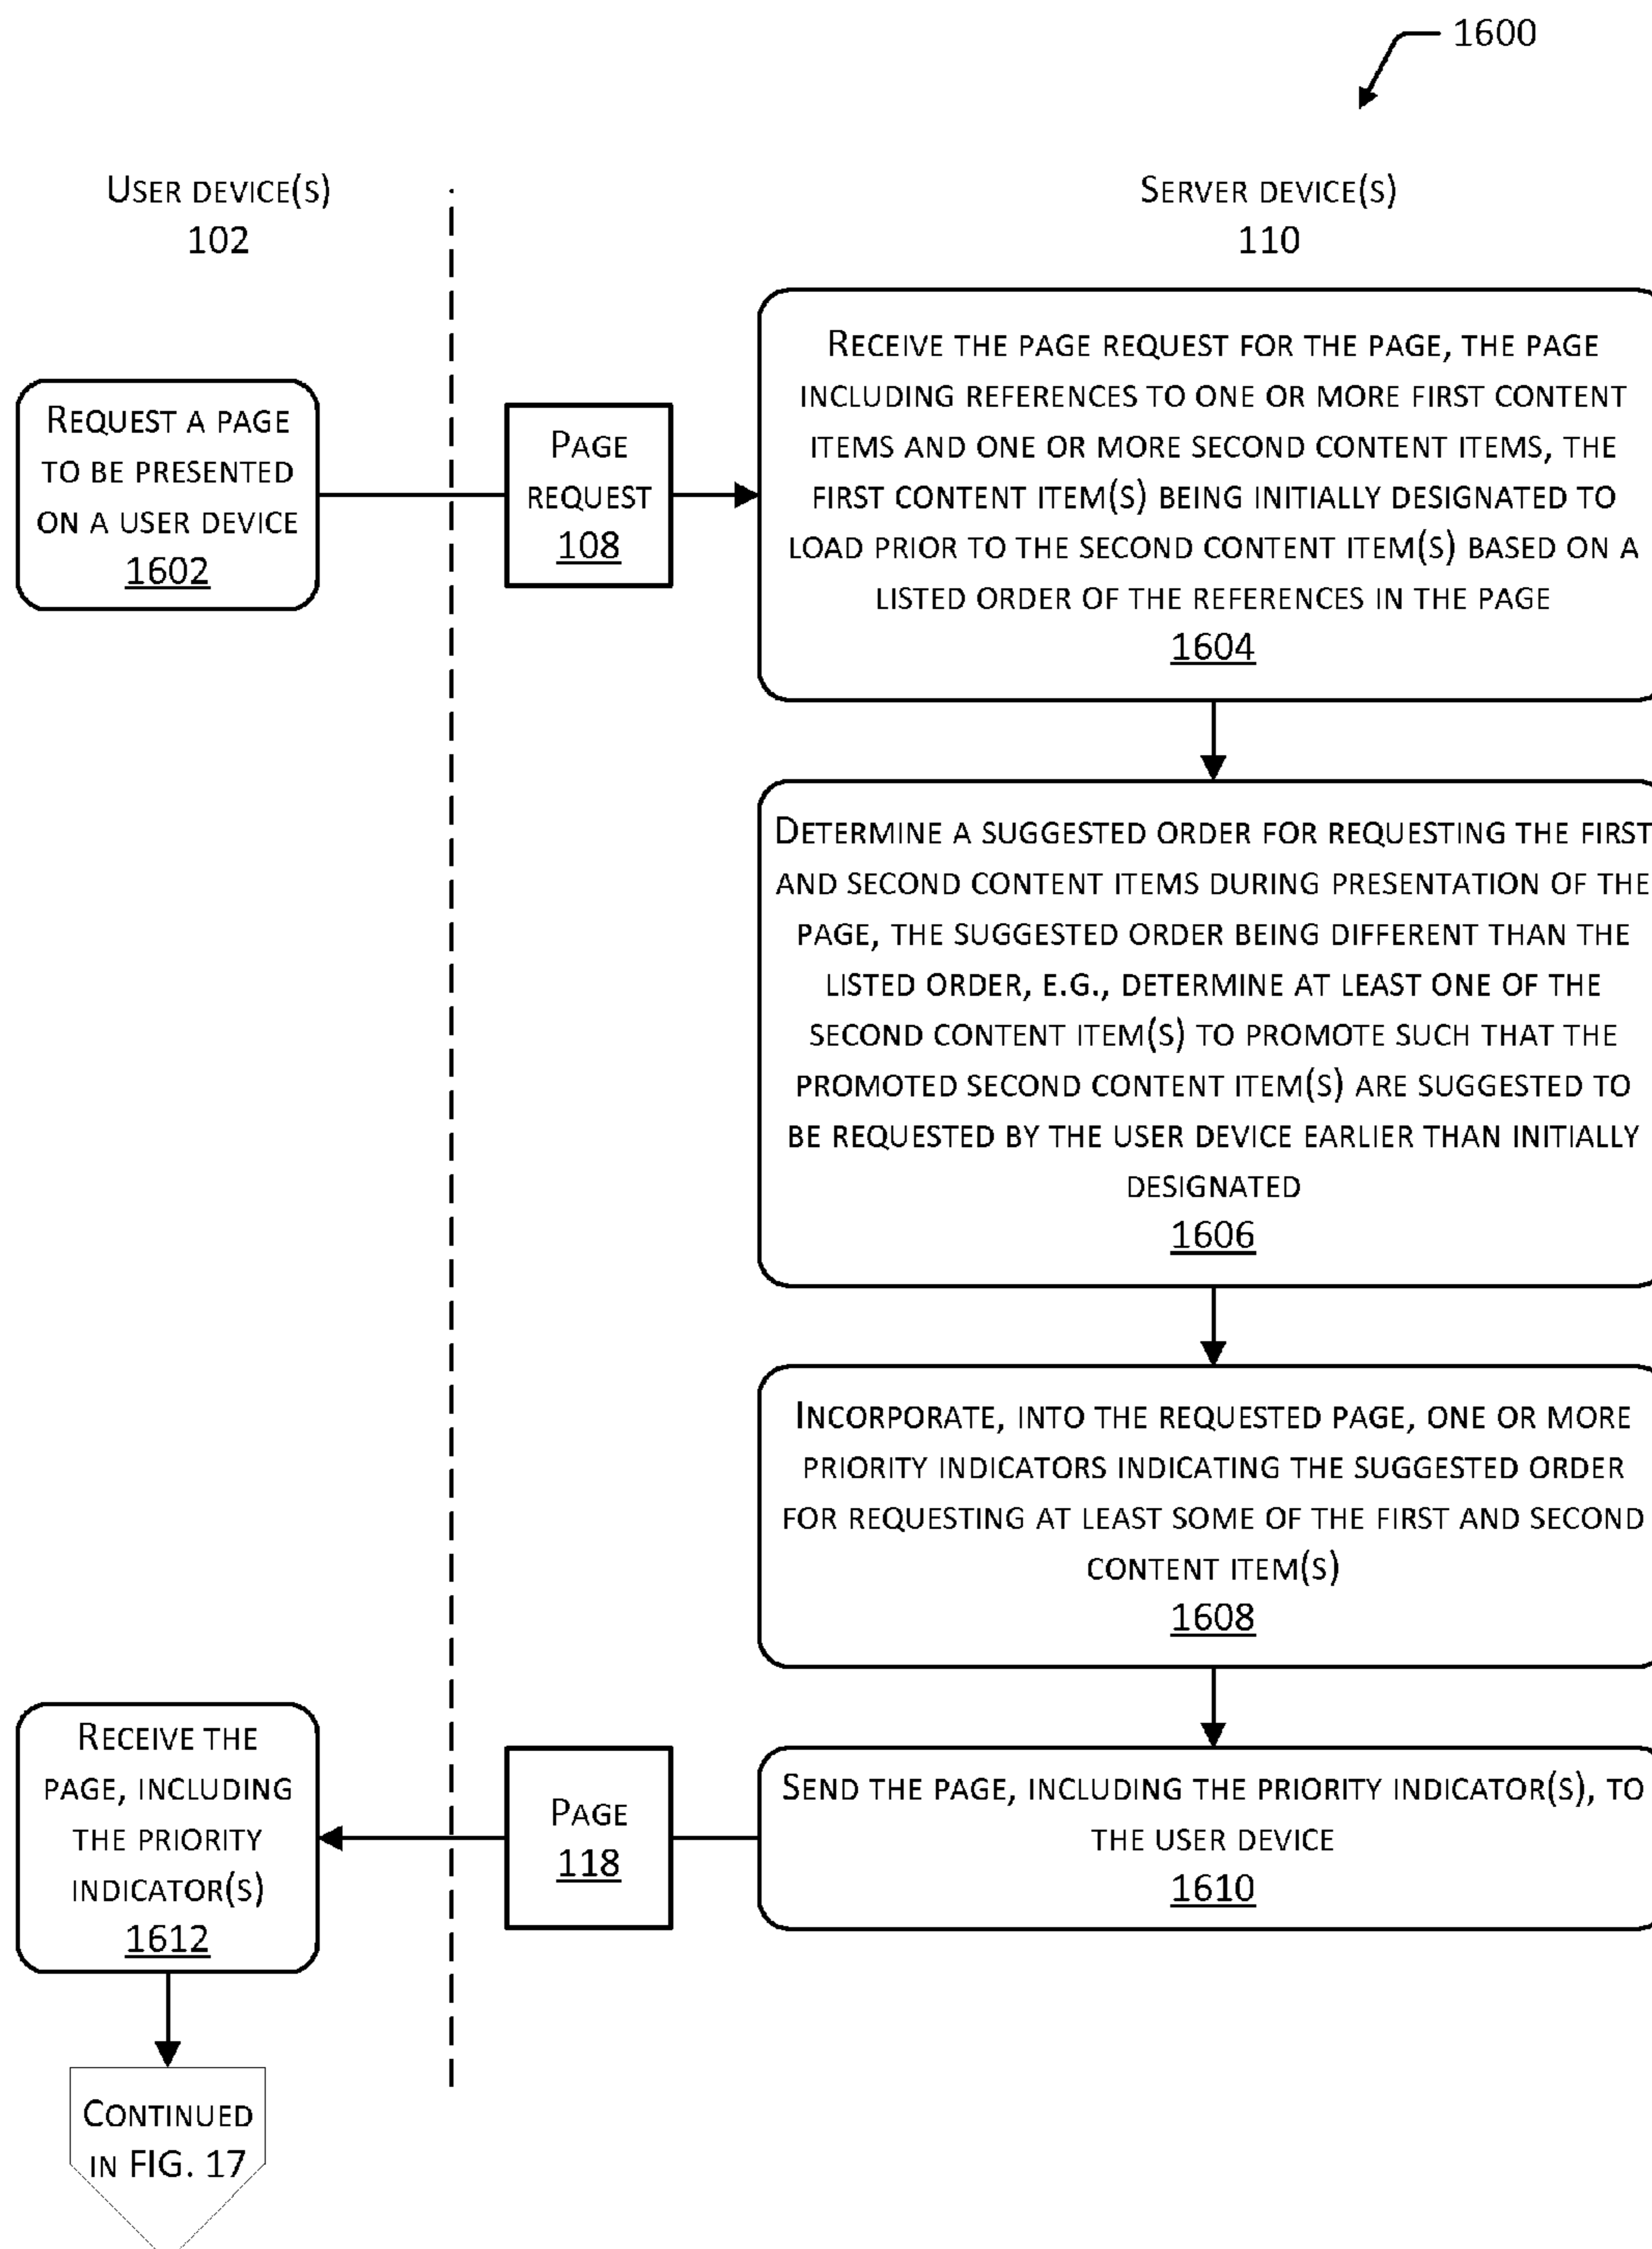 1600
USER DEVICE(S)
102
SERVER DEVICE(S)
110
REQUEST A PAGE
TO BE PRESENTED
ON A USER DEVICE
1602
PAGE
REQUEST
108
RECEIVE THE PAGE REQUEST FOR THE PAGE, THE PAGE
INCLUDING REFERENCES TO ONE OR MORE FIRST CONTENT
ITEMS AND ONE OR MORE SECOND CONTENT ITEMS, THE
FIRST CONTENT ITEM(S) BEING INITIALLY DESIGNATED TO
LOAD PRIOR TO THE SECOND CONTENT ITEM(S) BASED ON A
LISTED ORDER OF THE REFERENCES IN THE PAGE
1604
DETERMINE A SUGGESTED ORDER FOR REQUESTING THE FIRST
AND SECOND CONTENT ITEMS DURING PRESENTATION OF THE
PAGE, THE SUGGESTED ORDER BEING DIFFERENT THAN THE
LISTED ORDER, E.G., DETERMINE AT LEAST ONE OF THE
SECOND CONTENT ITEM(S) TO PROMOTE SUCH THAT THE
PROMOTED SECOND CONTENT ITEM(S) ARE SUGGESTED TO
BE REQUESTED BY THE USER DEVICE EARLIER THAN INITIALLY
DESIGNATED
1606
INCORPORATE, INTO THE REQUESTED PAGE, ONE OR MORE
PRIORITY INDICATORS INDICATING THE SUGGESTED ORDER
FOR REQUESTING AT LEAST SOME OF THE FIRST AND SECOND
CONTENT ITEM(S)
1608
SEND THE PAGE, INCLUDING THE PRIORITY INDICATOR(S), TO
THE USER DEVICE
1610
PAGE
118
RECEIVE THE
PAGE, INCLUDING
THE PRIORITY
INDICATOR(S)
1612
CONTINUED
IN FIG. 17